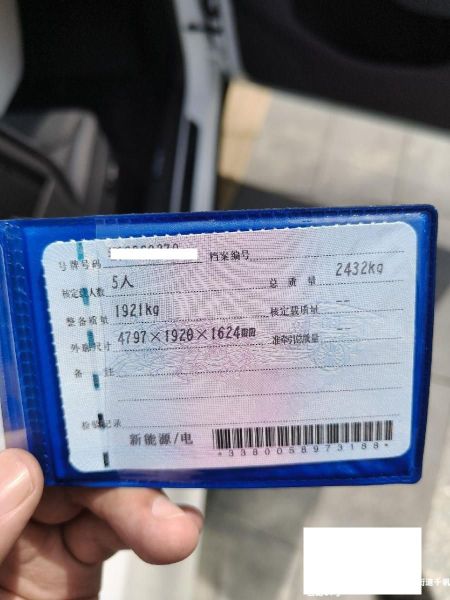 号牌号码 档案编号
核定载人数 5人 总质量 2432kg
整备质量 1921kg 核定载质量 --
外廓尺寸 4797×1920×1624mm 准牵引总质量 --
备注
检验记录
新能源/电
*3380058973188*